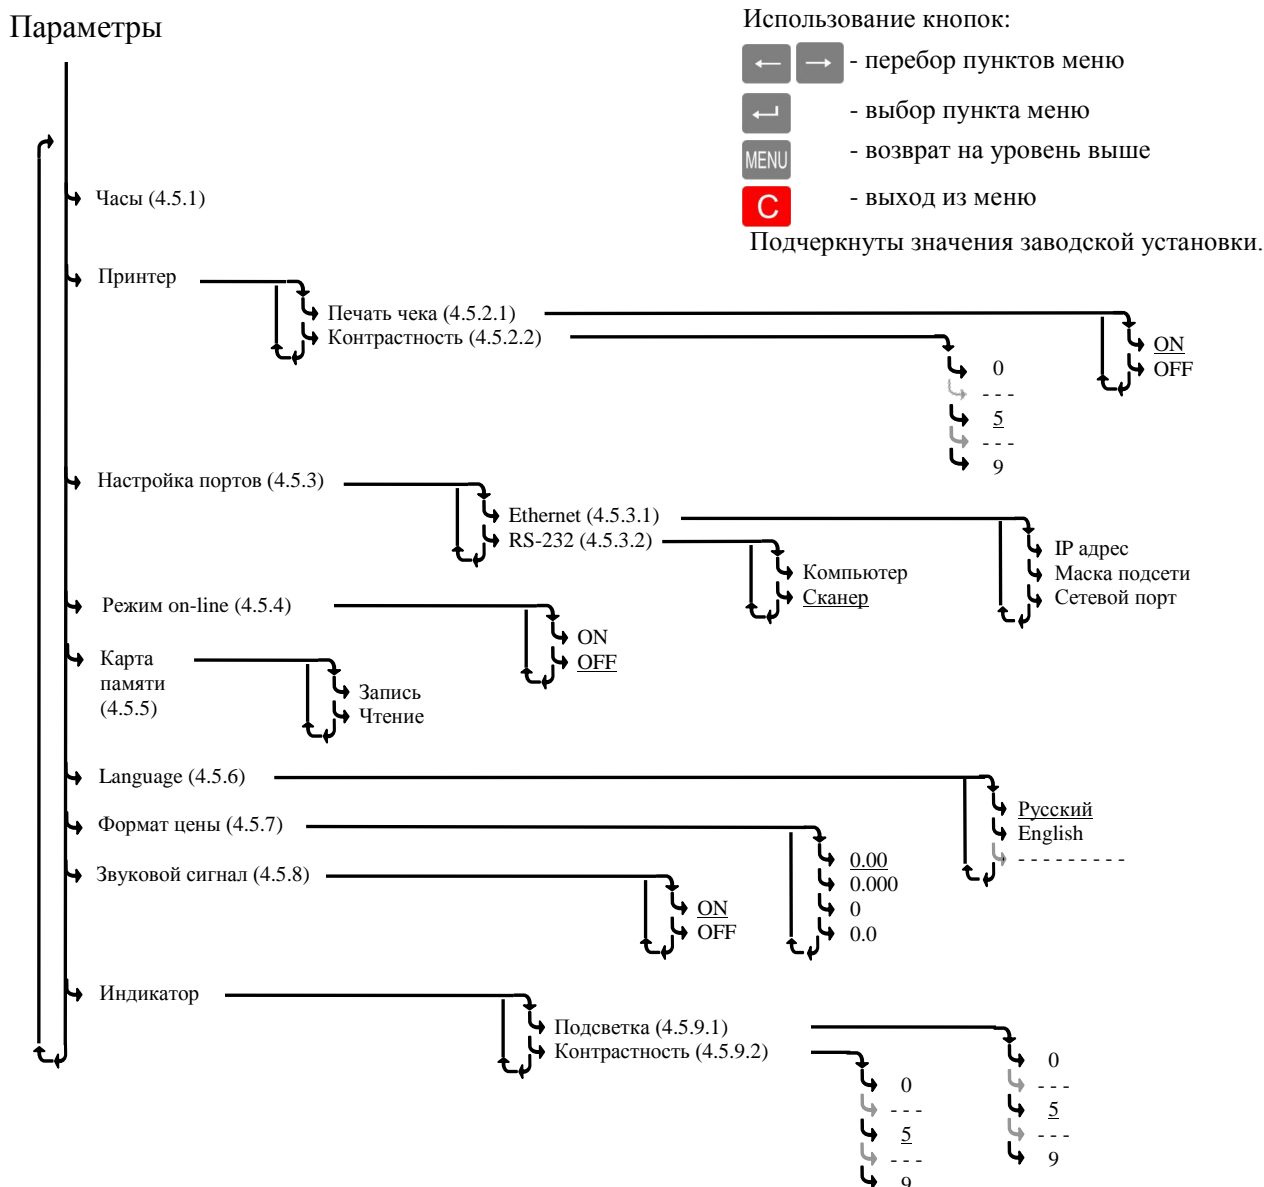 Параметры
Использование кнопок:
← → - перебор пунктов меню
↵ - выбор пункта меню
MENU - возврат на уровень выше
C - выход из меню
Подчеркнуты значения заводской установки.
Часы (4.5.1)
Принтер
Печать чека (4.5.2.1)
Контрастность (4.5.2.2)
ON
OFF
0
- - -
5
- - -
9
Настройка портов (4.5.3)
Ethernet (4.5.3.1)
RS-232 (4.5.3.2)
IP адрес
Маска подсети
Сетевой порт
Компьютер
Сканер
Режим on-line (4.5.4)
ON
OFF
Карта
памяти
(4.5.5)
Запись
Чтение
Language (4.5.6)
Русский
English
- - - - - - - - -
Формат цены (4.5.7)
0.00
0.000
0
0.0
Звуковой сигнал (4.5.8)
ON
OFF
Индикатор
Подсветка (4.5.9.1)
Контрастность (4.5.9.2)
0
- - -
5
- - -
9
0
- - -
5
- - -
9